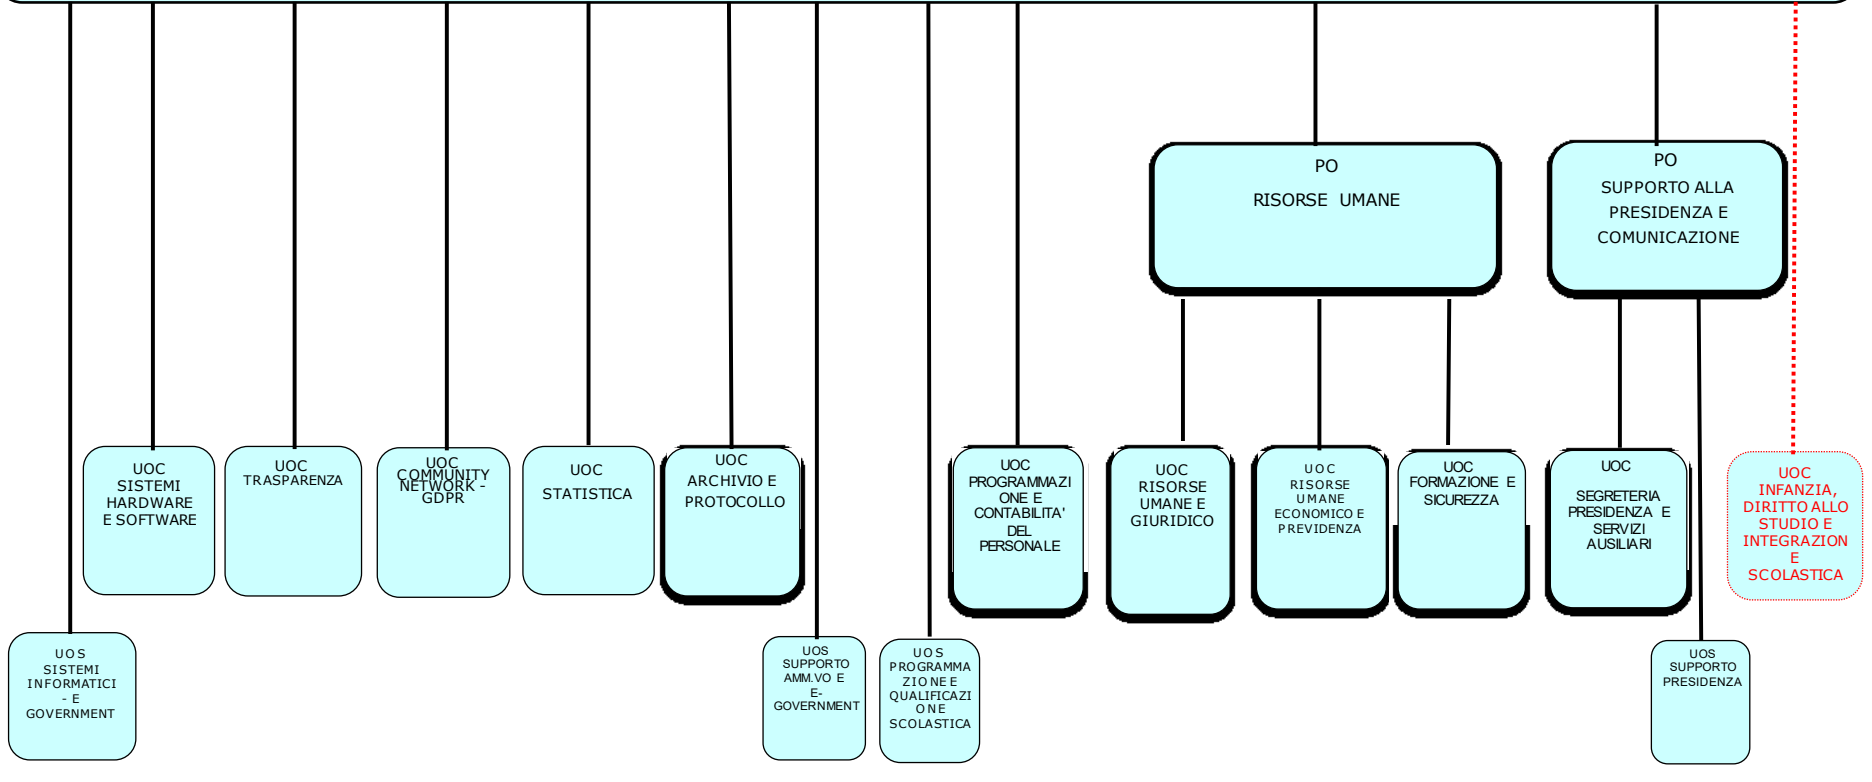 PO
RISORSE UMANE
PO
SUPPORTO ALLA
PRESIDENZA E
COMUNICAZIONE
UOC
SISTEMI
HARDWARE
E SOFTWARE
UOC
TRASPARENZA
UOC
COMMUNITY
NETWORK -
GDPR
UOC
STATISTICA
UOC
ARCHIVIO E
PROTOCOLLO
UOC
PROGRAMMAZI
ONE E
CONTABILITA'
DEL
PERSONALE
UOC
RISORSE
UMANE E
GIURIDICO
UOC
RISORSE
UMANE
ECONOMICO E
PREVIDENZA
UOC
FORMAZIONE E
SICUREZZA
UOC
SEGRETERIA
PRESIDENZA E
SERVIZI
AUSILIARI
UOC
INFANZIA,
DIRITTO ALLO
STUDIO E
INTEGRAZION
E
SCOLASTICA
UOS
SISTEMI
INFORMATICI
- E
GOVERNMENT
UOS
SUPPORTO
AMM.VO E
E-
GOVERNMENT
UOS
PROGRAMMA
ZIONE E
QUALIFICAZI
ONE
SCOLASTICA
UOS
SUPPORTO
PRESIDENZA